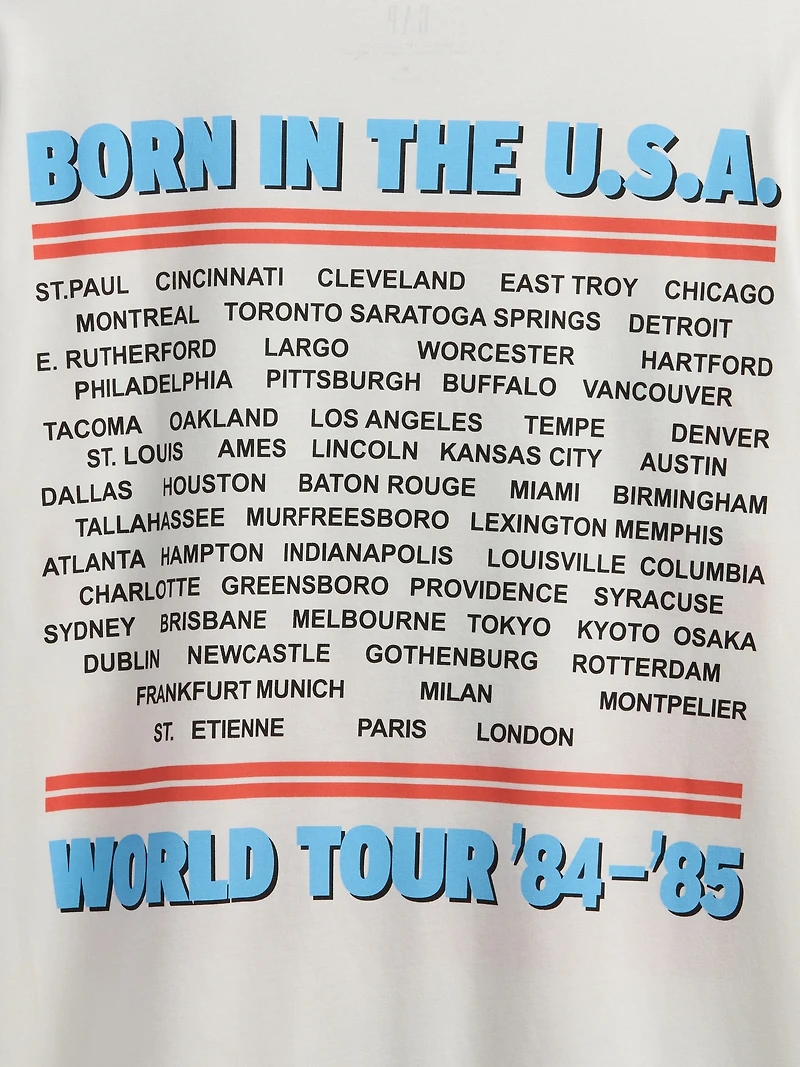 GAP
BORN IN THE U.S.A.
ST.PAUL CINCINNATI CLEVELAND EAST TROY CHICAGO
MONTREAL TORONTO SARATOGA SPRINGS DETROIT
E. RUTHERFORD LARGO WORCESTER HARTFORD
PHILADELPHIA PITTSBURGH BUFFALO VANCOUVER
TACOMA OAKLAND LOS ANGELES TEMPE DENVER
ST. LOUIS AMES LINCOLN KANSAS CITY AUSTIN
DALLAS HOUSTON BATON ROUGE MIAMI BIRMINGHAM
TALLAHASSEE MURFREESBORO LEXINGTON MEMPHIS
ATLANTA HAMPTON INDIANAPOLIS LOUISVILLE COLUMBIA
CHARLOTTE GREENSBORO PROVIDENCE SYRACUSE
SYDNEY BRISBANE MELBOURNE TOKYO KYOTO OSAKA
DUBLIN NEWCASTLE GOTHENBURG ROTTERDAM
FRANKFURT MUNICH MILAN MONTPELIER
ST. ETIENNE PARIS LONDON
WORLD TOUR '84–'85